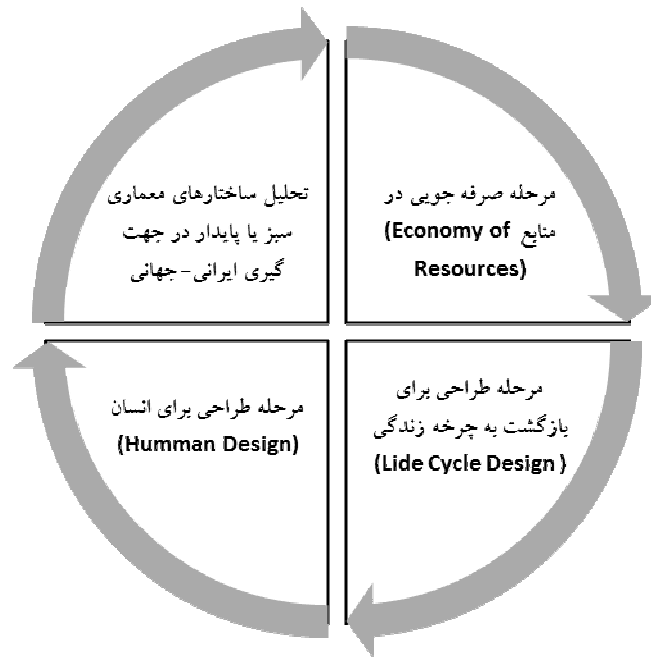 مرحله صرفه جویی در
منابع (Economy of
Resources)
مرحله طراحی برای
بازگشت به چرخه زندگی
(Lide Cycle Design )
مرحله طراحی برای انسان
(Humman Design)
تحلیل ساختارهای معماری
سبز یا پایدار در جهت
گیری ایرانی-جهانی